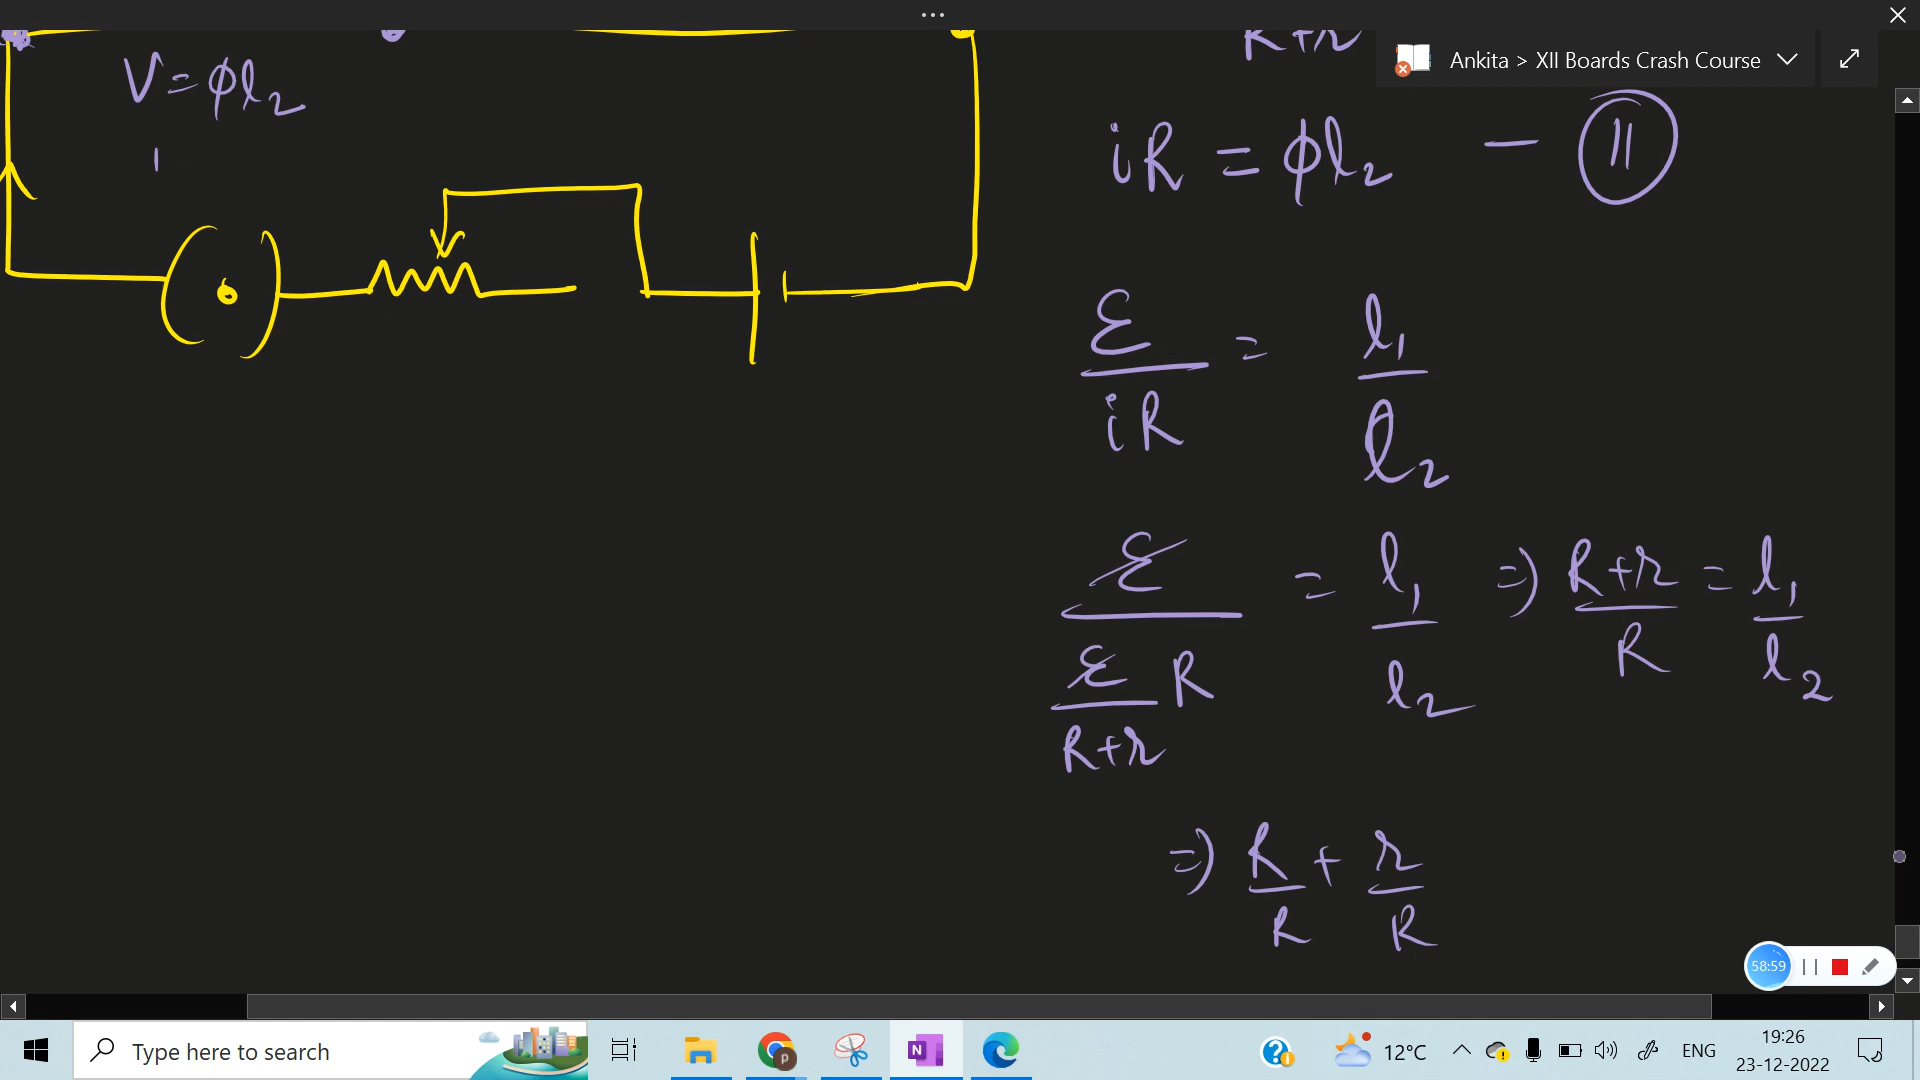 ...
Ankita > XII Boards Crash Course
R+r
V = ϕl₂
iR = ϕl₂ — II
ε/iR = l₁/l₂
ε/((ε/(R+r))R) = l₁/l₂ ⇒ (R+r)/R = l₁/l₂
⇒ R/R + r/R
58:59
Type here to search
12°C
ENG
19:26
23-12-2022